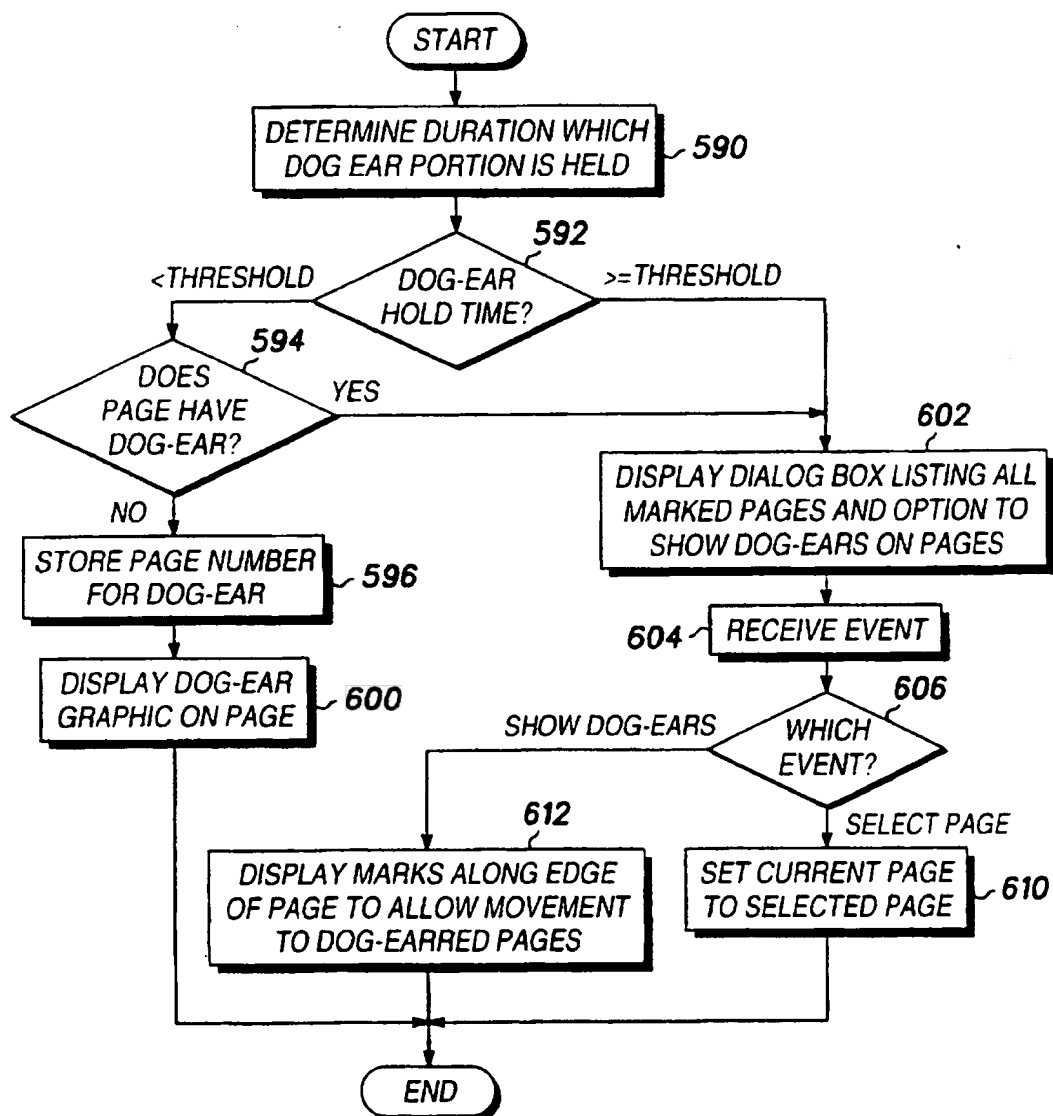 START
DETERMINE DURATION WHICH
DOG EAR PORTION IS HELD
590
592
<THRESHOLD
DOG-EAR
HOLD TIME?
>=THRESHOLD
594
DOES
PAGE HAVE
DOG-EAR?
YES
NO
602
DISPLAY DIALOG BOX LISTING ALL
MARKED PAGES AND OPTION TO
SHOW DOG-EARS ON PAGES
STORE PAGE NUMBER
FOR DOG-EAR
596
604
RECEIVE EVENT
DISPLAY DOG-EAR
GRAPHIC ON PAGE
600
606
SHOW DOG-EARS
WHICH
EVENT?
SELECT PAGE
612
DISPLAY MARKS ALONG EDGE
OF PAGE TO ALLOW MOVEMENT
TO DOG-EARRED PAGES
SET CURRENT PAGE
TO SELECTED PAGE
610
END